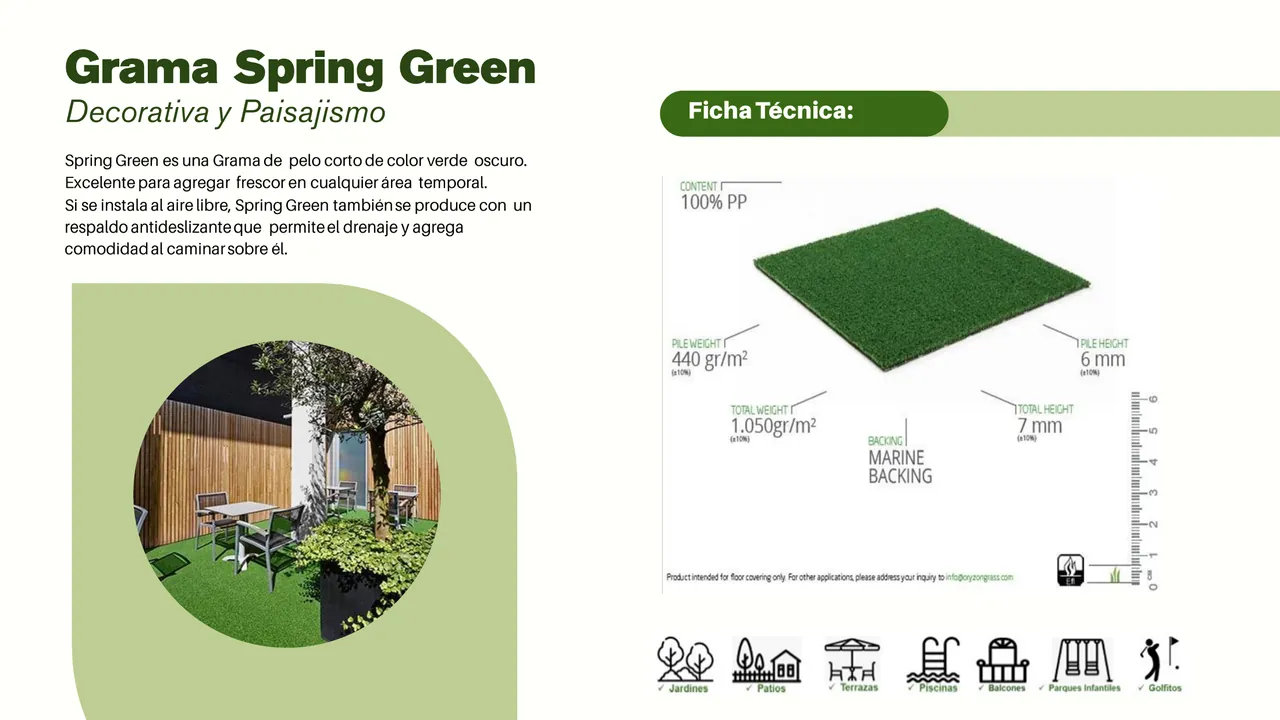 Grama Spring Green
Decorativa y Paisajismo
Spring Green es una Grama de pelo corto de color verde oscuro.
Excelente para agregar frescor en cualquier área temporal.
Si se instala al aire libre, Spring Green también se produce con un
respaldo antideslizante que permite el drenaje y agrega
comodidad al caminar sobre él.
Ficha Técnica:
CONTENT
100% PP
PILE WEIGHT
440 gr/m²
(±10%)
PILE HEIGHT
6 mm
(±10%)
TOTAL WEIGHT
1.050gr/m²
(±10%)
TOTAL HEIGHT
7 mm
(±10%)
BACKING
MARINE
BACKING
6
5
4
3
2
1
0 CM
Efl
Product intended for floor covering only. For other applications, please address your inquiry to info@oryzongrass.com
✓ Jardines
✓ Patios
✓ Terrazas
✓ Piscinas
✓ Balcones
✓ Parques Infantiles
✓ Golfitos